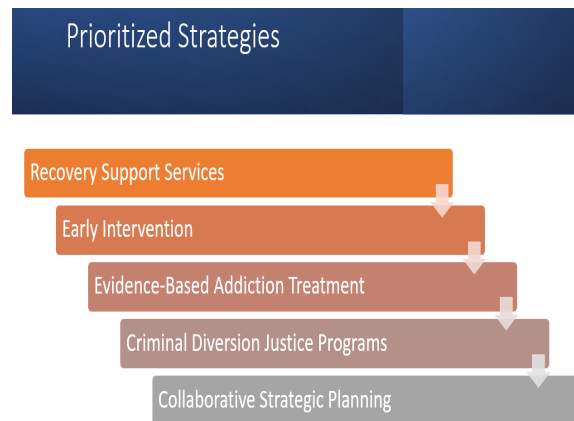 Prioritized Strategies
Recovery Support Services
Early Intervention
Evidence-Based Addiction Treatment
Criminal Diversion Justice Programs
Collaborative Strategic Planning